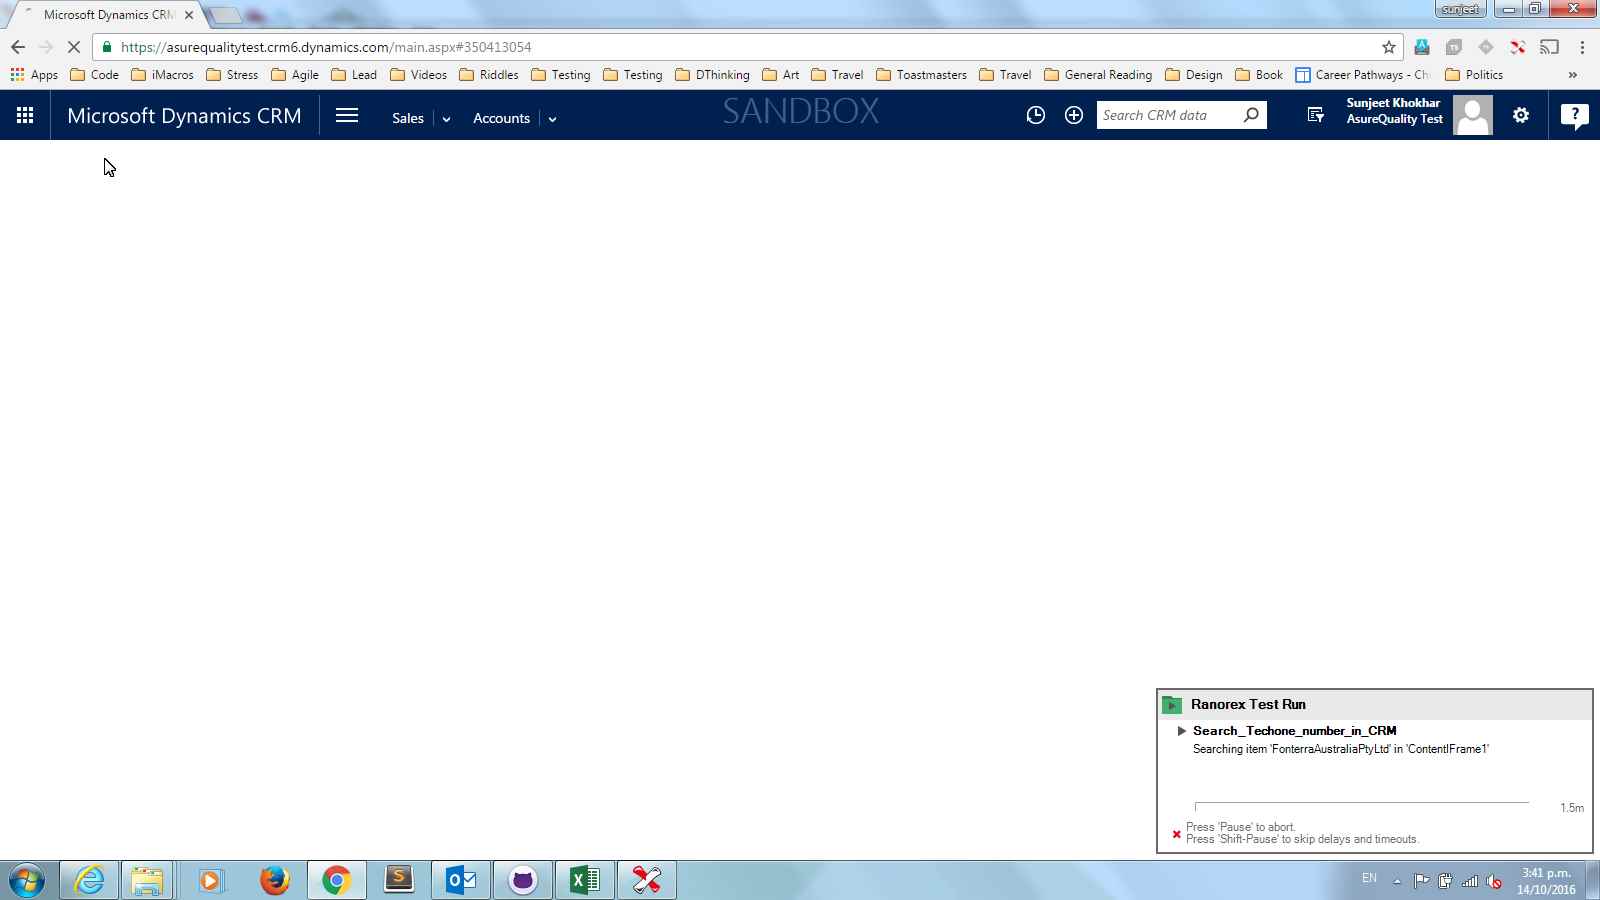 Microsoft Dynamics CRM
sunjeet
https://asurequalitytest.crm6.dynamics.com/main.aspx#350413054
Apps Code iMacros Stress Agile Lead Videos Riddles Testing Testing DThinking Art Travel Toastmasters Travel General Reading Design Book Career Pathways - Ch Politics »
Microsoft Dynamics CRM Sales Accounts SANDBOX Search CRM data Sunjeet Khokhar
AsureQuality Test
Ranorex Test Run
Search_Techone_number_in_CRM
Searching item 'FonterraAustraliaPtyLtd' in 'ContentIFrame1'
1.5m
Press 'Pause' to abort.
Press 'Shift-Pause' to skip delays and timeouts.
EN
3:41 p.m.
14/10/2016